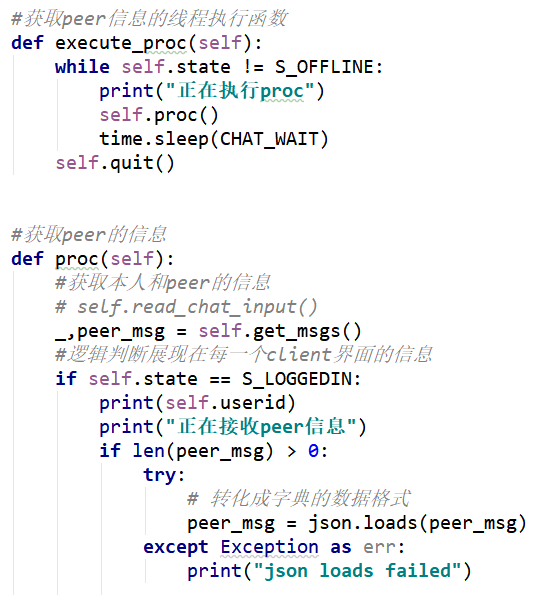 #获取peer信息的线程执行函数
def execute_proc(self):
    while self.state != S_OFFLINE:
        print("正在执行proc")
        self.proc()
        time.sleep(CHAT_WAIT)
    self.quit()
#获取peer的信息
def proc(self):
    #获取本人和peer的信息
    # self.read_chat_input()
    _,peer_msg = self.get_msgs()
    #逻辑判断展现在每一个client界面的信息
    if self.state == S_LOGGEDIN:
        print(self.userid)
        print("正在接收peer信息")
        if len(peer_msg) > 0:
            try:
                # 转化成字典的数据格式
                peer_msg = json.loads(peer_msg)
            except Exception as err:
                print("json loads failed")